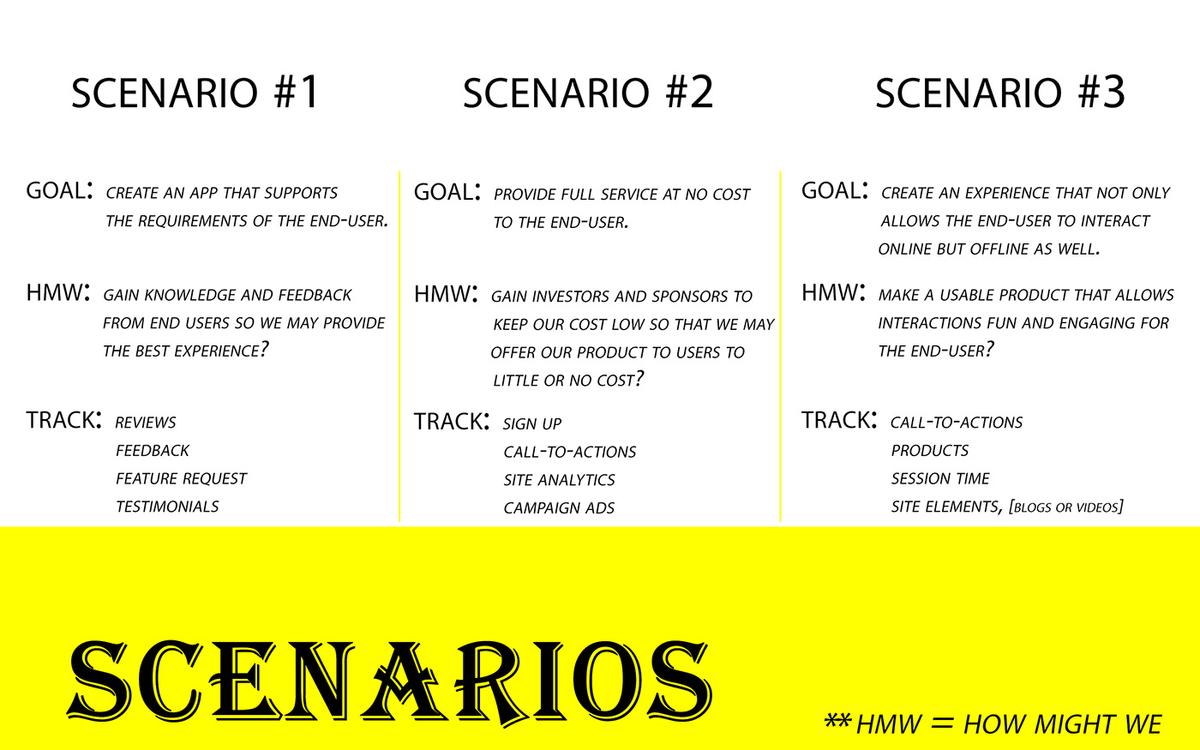 SCENARIO #1
GOAL: CREATE AN APP THAT SUPPORTS
THE REQUIREMENTS OF THE END-USER.
HMW: GAIN KNOWLEDGE AND FEEDBACK
FROM END USERS SO WE MAY PROVIDE
THE BEST EXPERIENCE?
TRACK: REVIEWS
FEEDBACK
FEATURE REQUEST
TESTIMONIALS
SCENARIO #2
GOAL: PROVIDE FULL SERVICE AT NO COST
TO THE END-USER.
HMW: GAIN INVESTORS AND SPONSORS TO
KEEP OUR COST LOW SO THAT WE MAY
OFFER OUR PRODUCT TO USERS TO
LITTLE OR NO COST?
TRACK: SIGN UP
CALL-TO-ACTIONS
SITE ANALYTICS
CAMPAIGN ADS
SCENARIO #3
GOAL: CREATE AN EXPERIENCE THAT NOT ONLY
ALLOWS THE END-USER TO INTERACT
ONLINE BUT OFFLINE AS WELL.
HMW: MAKE A USABLE PRODUCT THAT ALLOWS
INTERACTIONS FUN AND ENGAGING FOR
THE END-USER?
TRACK: CALL-TO-ACTIONS
PRODUCTS
SESSION TIME
SITE ELEMENTS, [BLOGS OR VIDEOS]
SCENARIOS
**HMW = HOW MIGHT WE